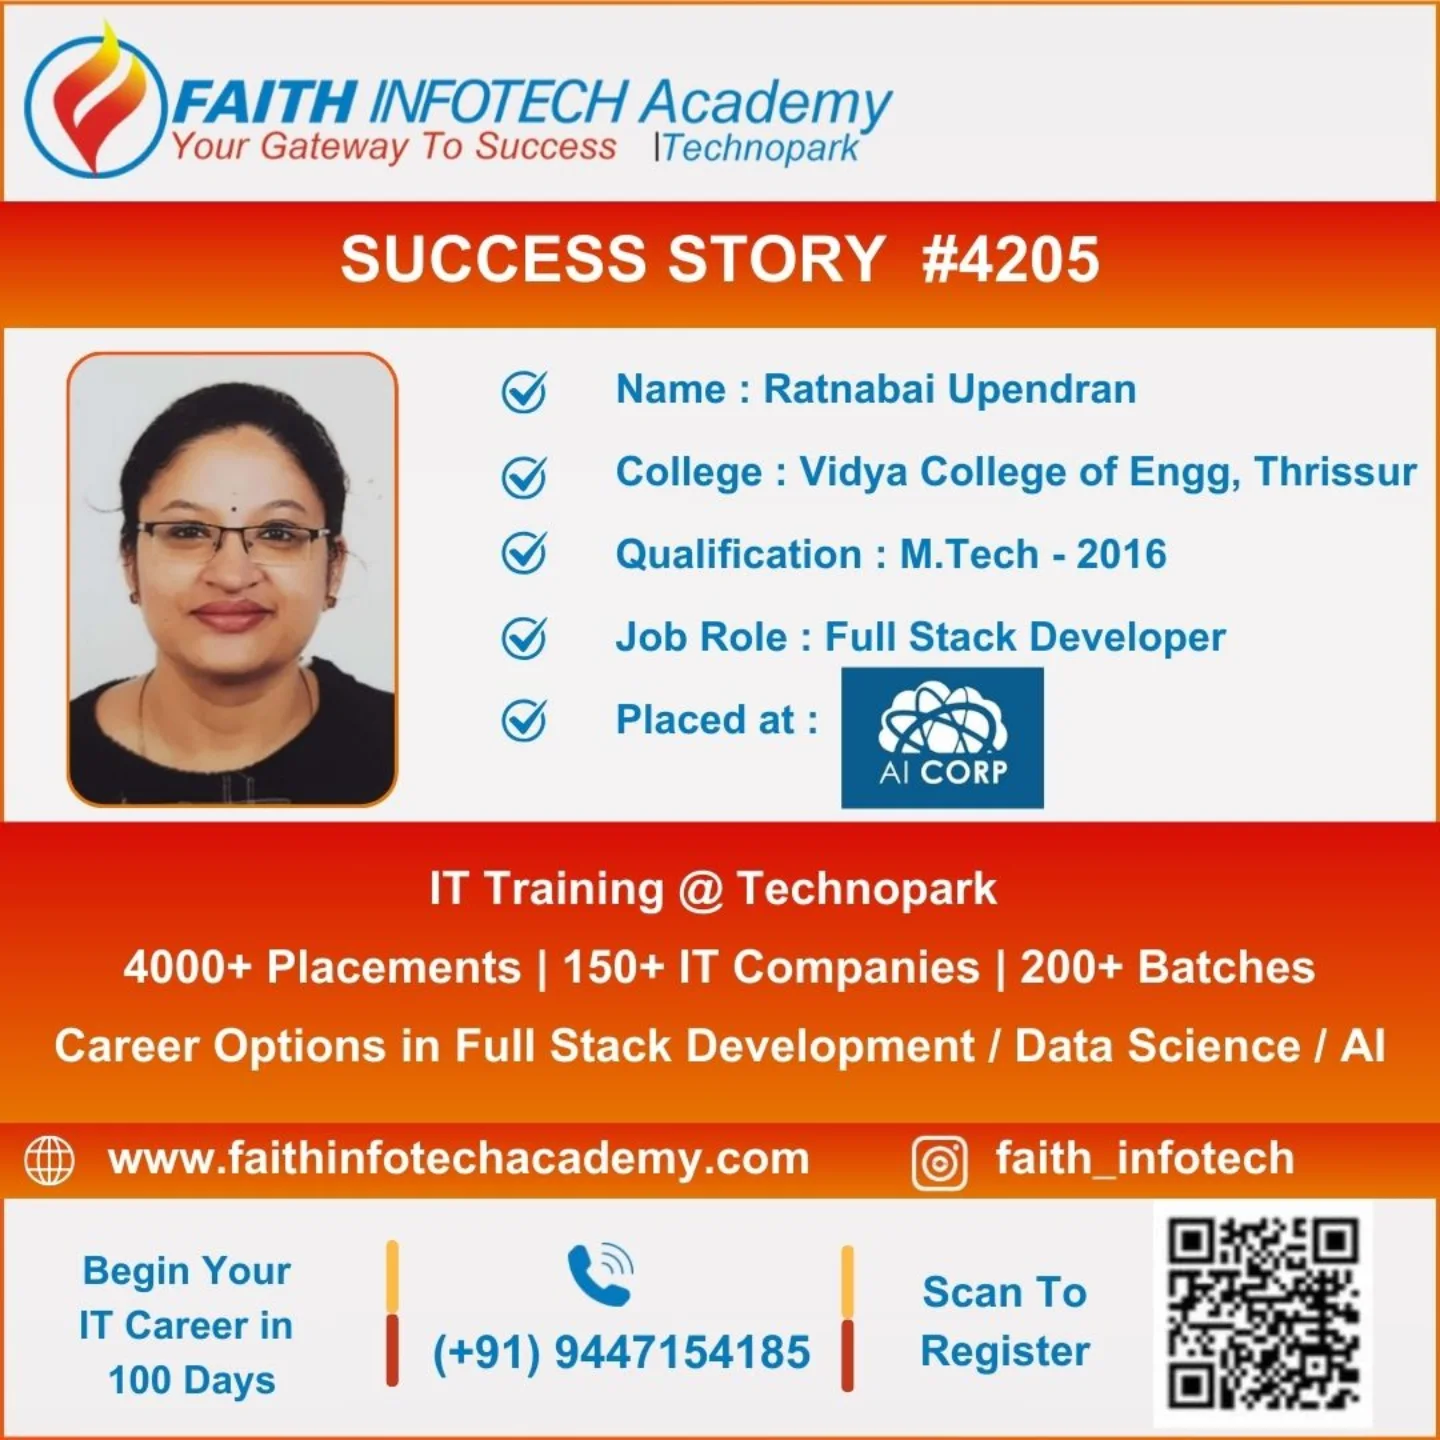 FAITH INFOTECH Academy
Your Gateway To Success |Technopark
SUCCESS STORY #4205
Name : Ratnabai Upendran
College : Vidya College of Engg, Thrissur
Qualification : M.Tech - 2016
Job Role : Full Stack Developer
Placed at :
AI CORP
IT Training @ Technopark
4000+ Placements | 150+ IT Companies | 200+ Batches
Career Options in Full Stack Development / Data Science / AI
www.faithinfotechacademy.com
faith_infotech
Begin Your
IT Career in
100 Days
(+91) 9447154185
Scan To
Register